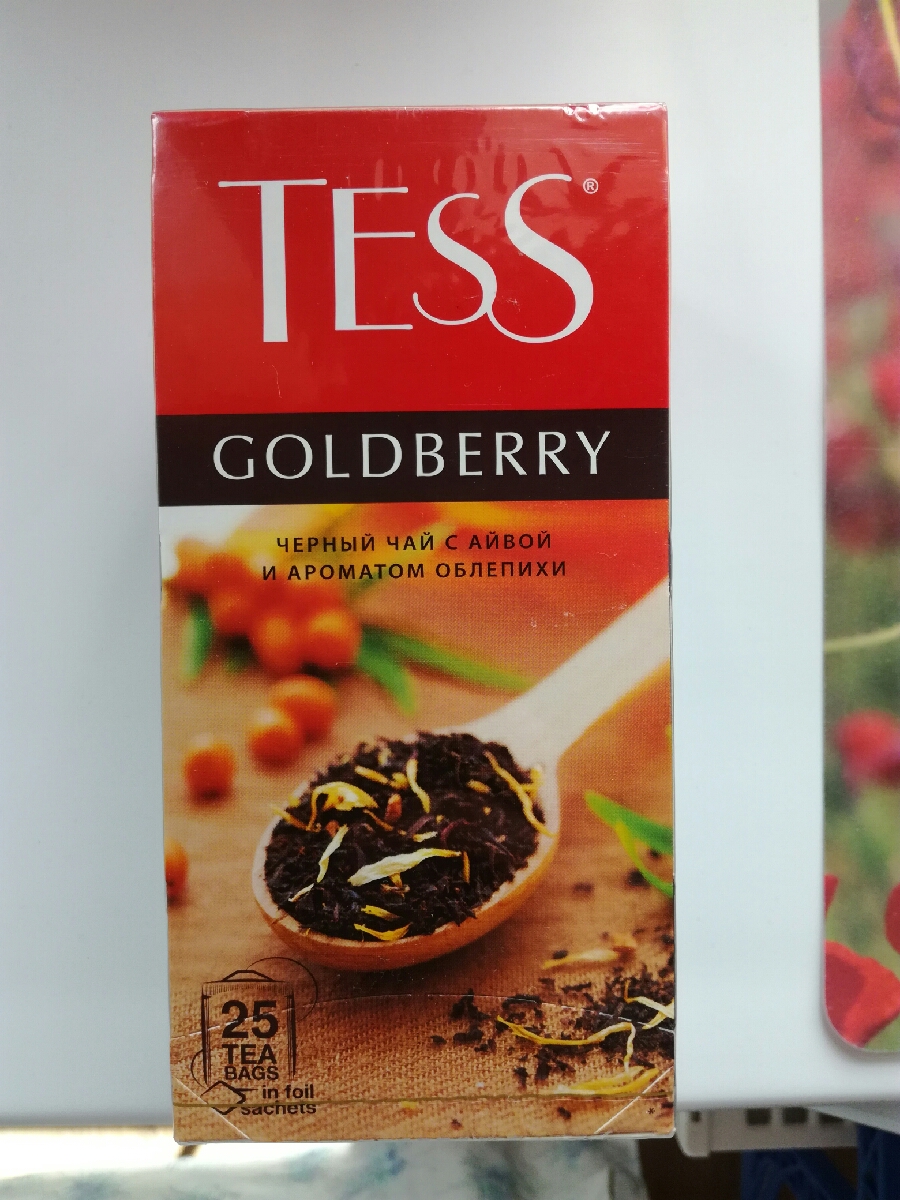 TESS®
GOLDBERRY
ЧЕРНЫЙ ЧАЙ С АЙВОЙ
И АРОМАТОМ ОБЛЕПИХИ
25
TEA
BAGS
in foil
sachets
*